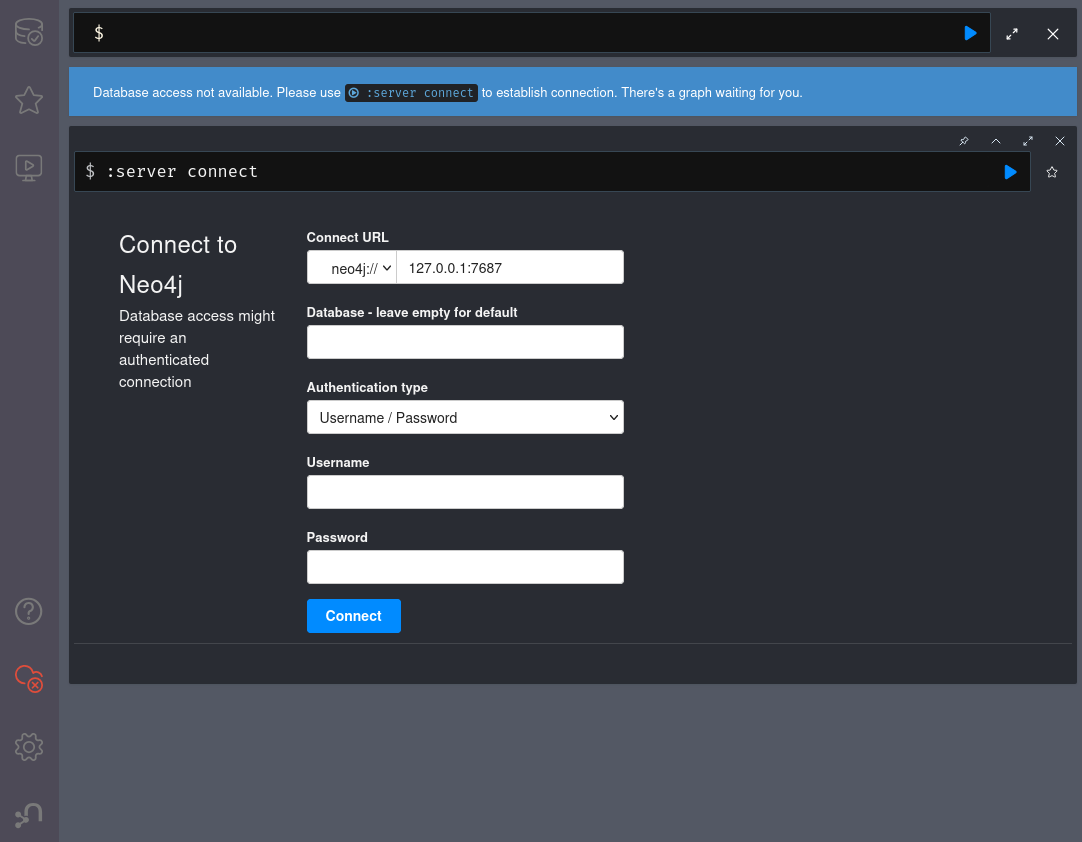 $
Database access not available. Please use :server connect to establish connection. There's a graph waiting for you.
$ :server connect
Connect to
Neo4j
Database access might
require an
authenticated
connection
Connect URL
neo4j:// 127.0.0.1:7687
Database - leave empty for default
Authentication type
Username / Password
Username
Password
Connect